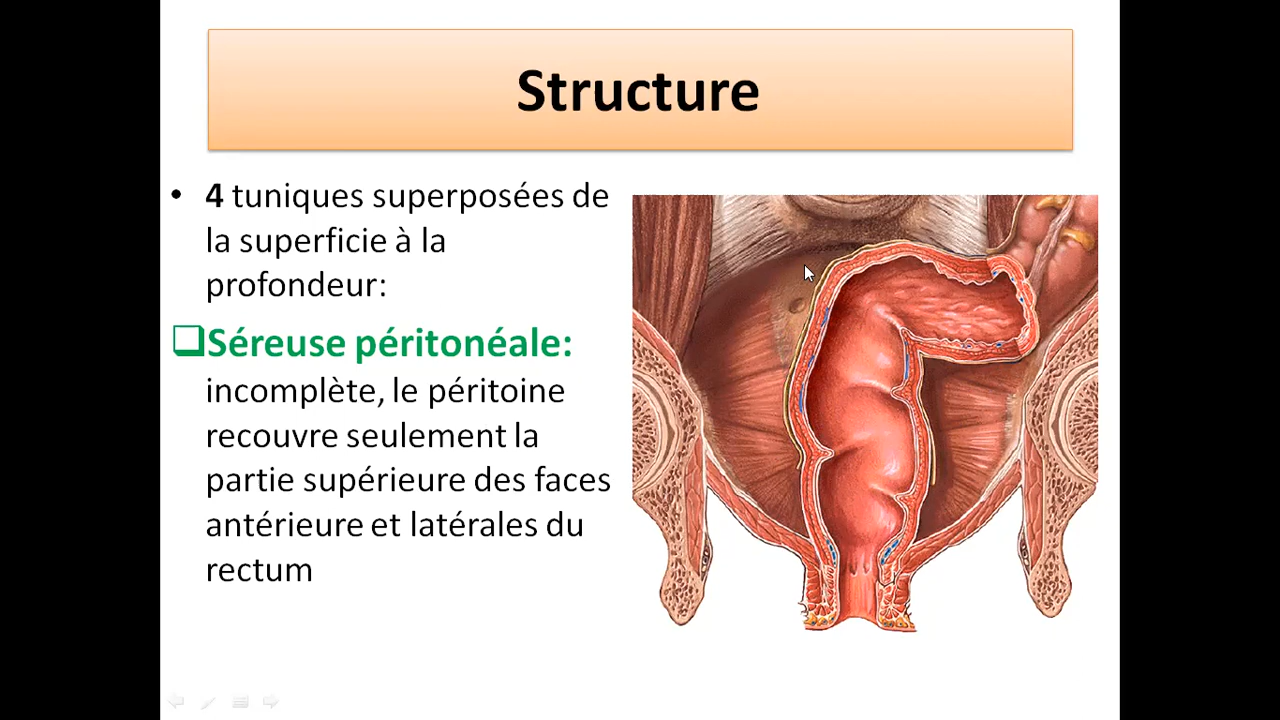 Structure
• 4 tuniques superposées de
la superficie à la
profondeur:
❑Séreuse péritonéale:
incomplète, le péritoine
recouvre seulement la
partie supérieure des faces
antérieure et latérales du
rectum